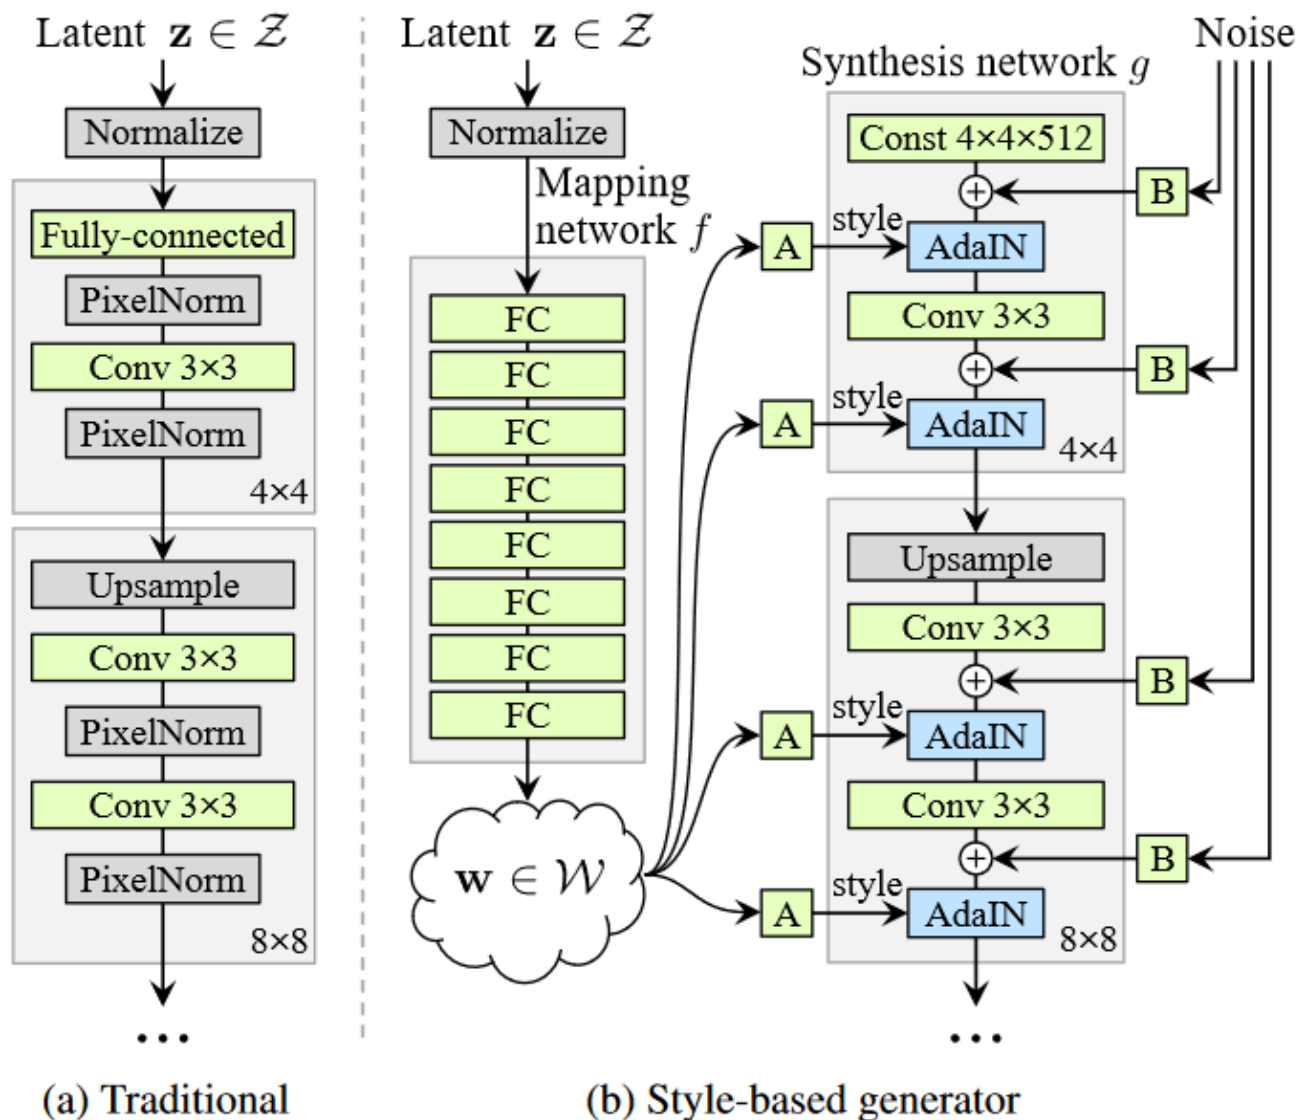 Latent z ∈ 𝒵
Normalize
Fully-connected
PixelNorm
Conv 3×3
PixelNorm
4×4
Upsample
Conv 3×3
PixelNorm
Conv 3×3
PixelNorm
8×8
...
(a) Traditional
Latent z ∈ 𝒵
Normalize
Mapping
network f
FC
FC
FC
FC
FC
FC
FC
FC
w ∈ 𝒲
A
style
A
style
A
style
A
style
Synthesis network g
Noise
Const 4×4×512
+
B
AdaIN
Conv 3×3
+
B
AdaIN
4×4
Upsample
Conv 3×3
+
B
AdaIN
Conv 3×3
+
B
AdaIN
8×8
...
(b) Style-based generator